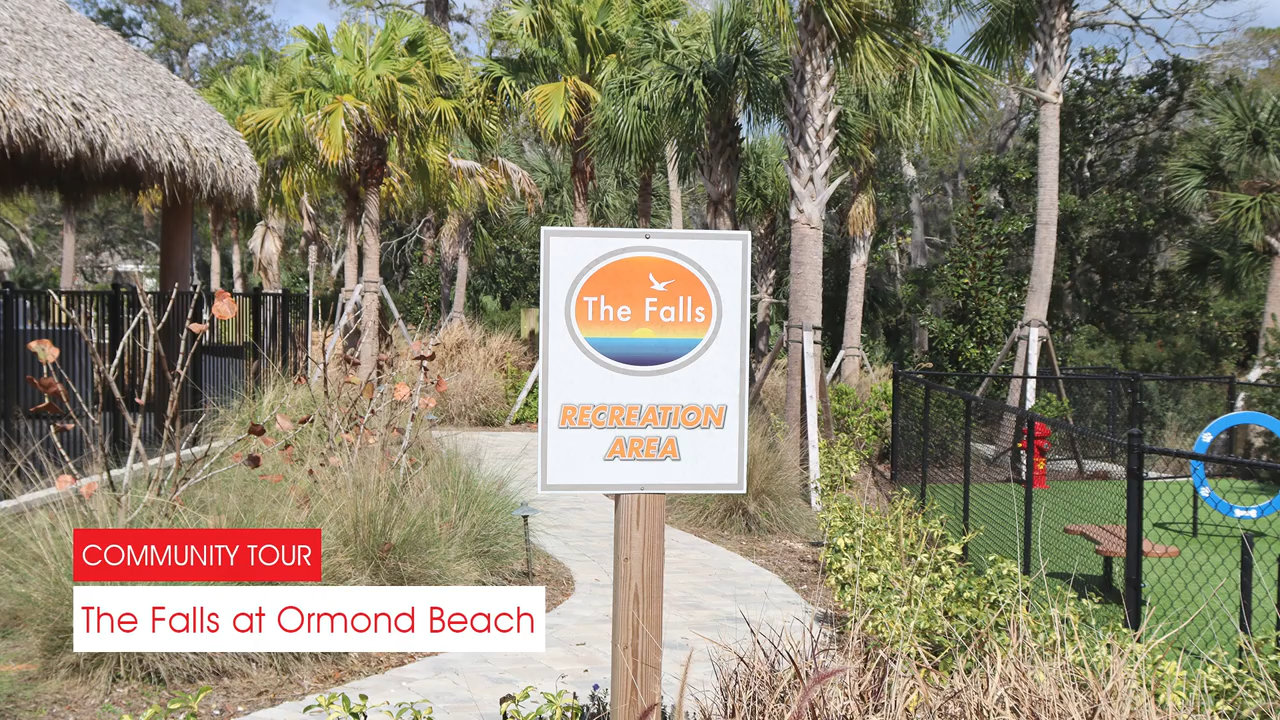 The Falls
RECREATION
AREA
COMMUNITY TOUR
The Falls at Ormond Beach